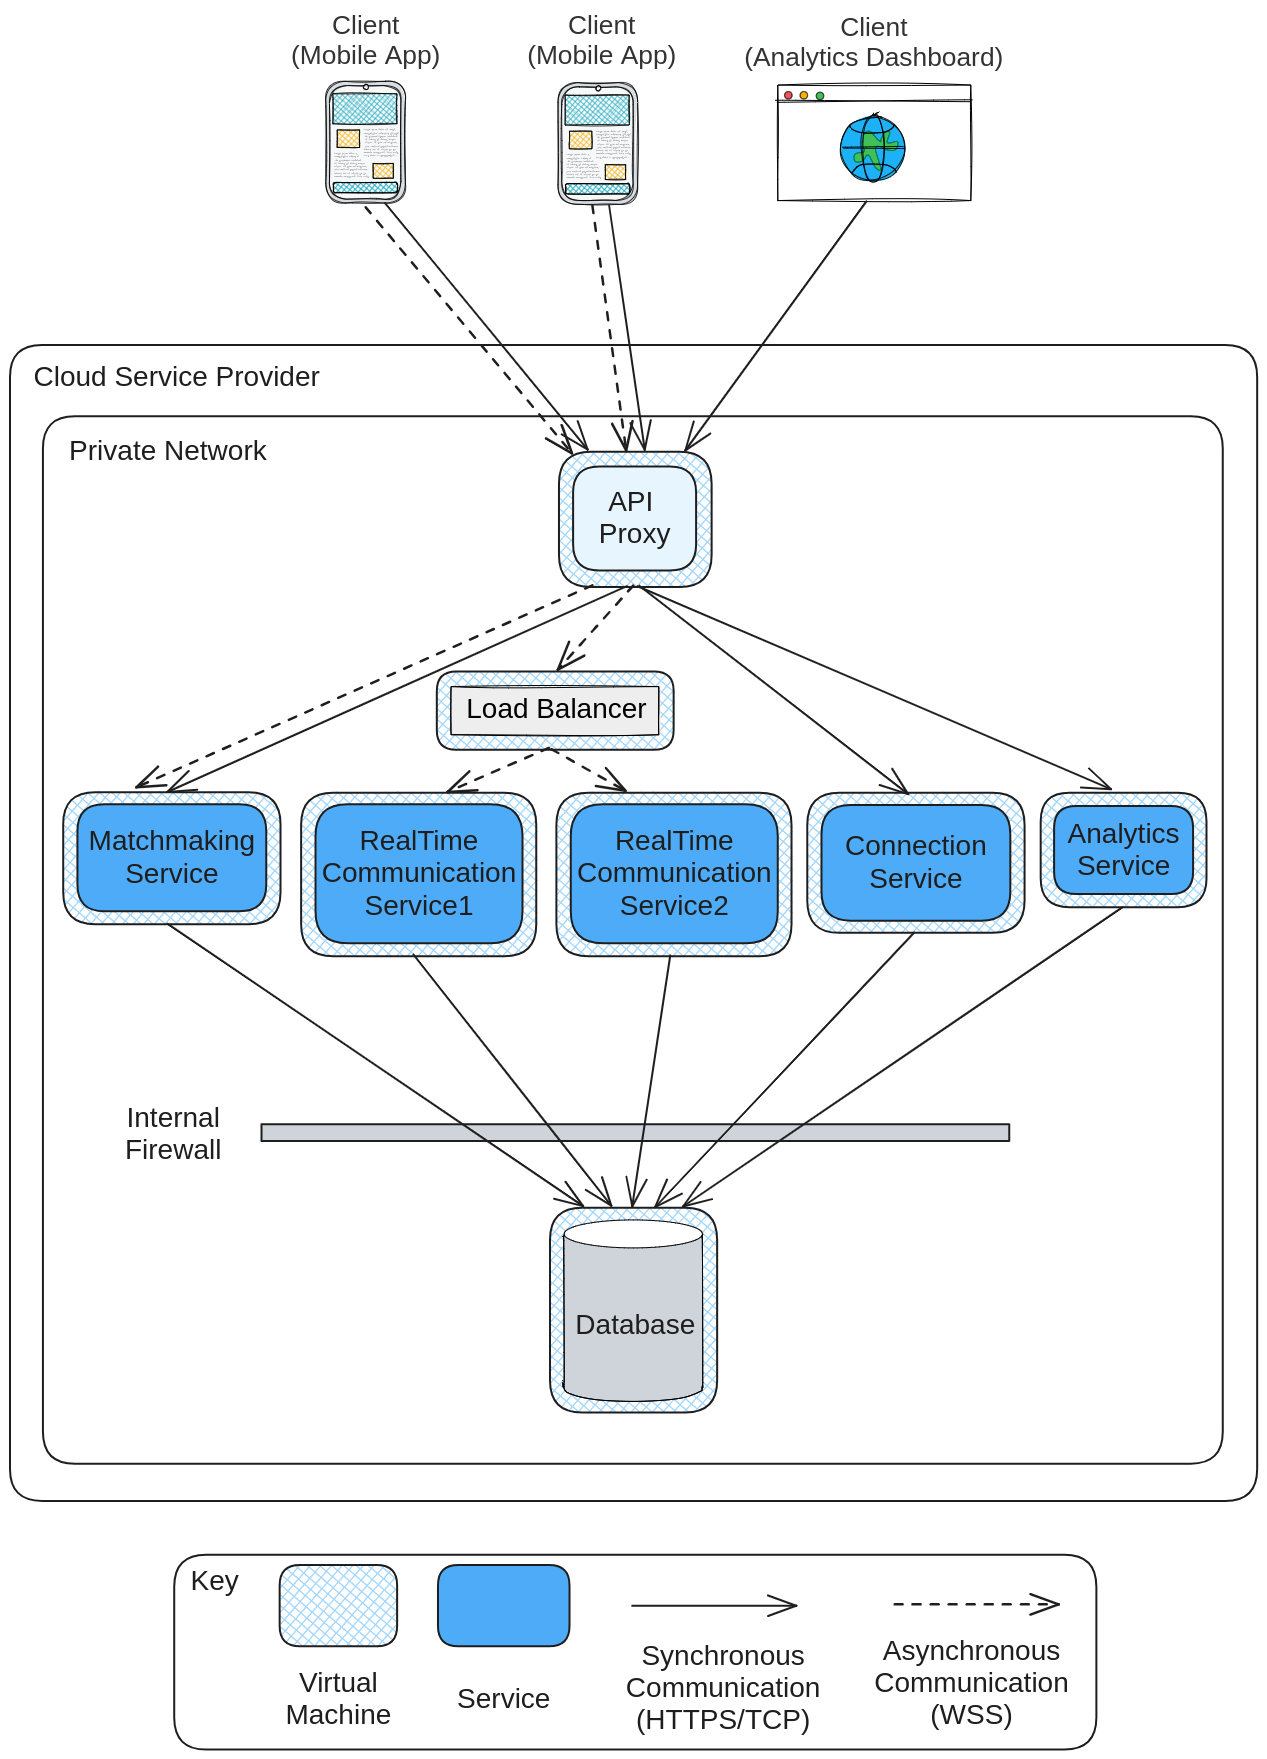 Client
(Mobile App)
Client
(Mobile App)
Client
(Analytics Dashboard)
Cloud Service Provider
Private Network
API
Proxy
Load Balancer
Matchmaking
Service
RealTime
Communication
Service1
RealTime
Communication
Service2
Connection
Service
Analytics
Service
Internal
Firewall
Database
Key
Virtual
Machine
Service
Synchronous
Communication
(HTTPS/TCP)
Asynchronous
Communication
(WSS)